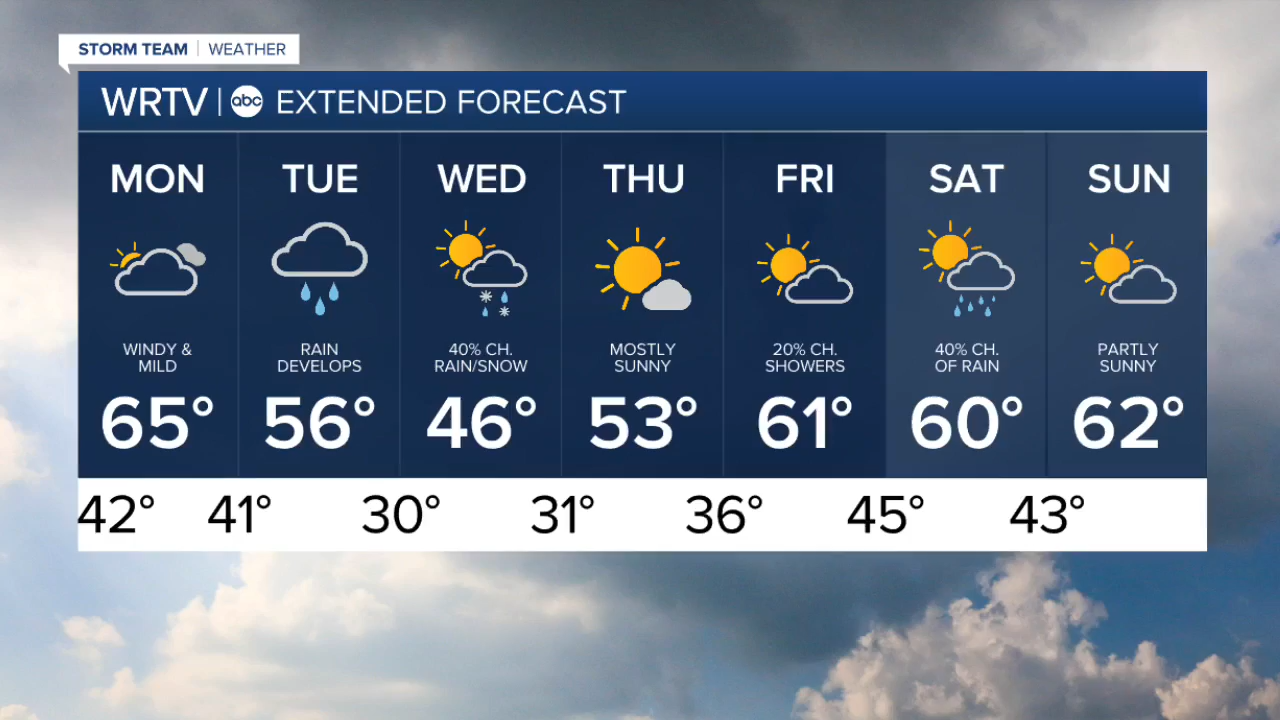 STORM TEAM | WEATHER
WRTV | abc EXTENDED FORECAST
MON TUE WED THU FRI SAT SUN
WINDY &
MILD
RAIN
DEVELOPS
40% CH.
RAIN/SNOW
MOSTLY
SUNNY
20% CH.
SHOWERS
40% CH.
OF RAIN
PARTLY
SUNNY
65° 56° 46° 53° 61° 60° 62°
42° 41° 30° 31° 36° 45° 43°